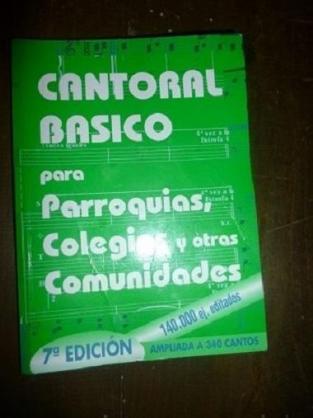 CANTORAL
BASICO
para
Parroquias,
Colegios y otras
Comunidades
140.000 ej. editados
7ª EDICIÓN
AMPLIADA A 340 CANTOS